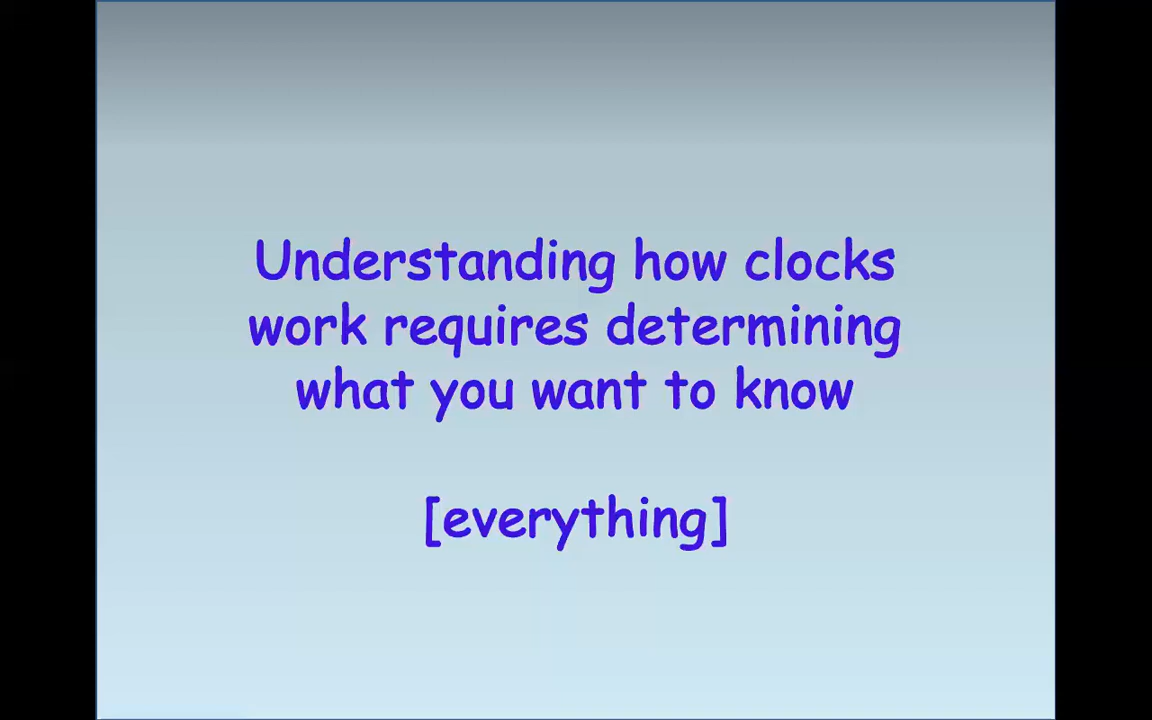 Understanding how clocks
work requires determining
what you want to know
[everything]